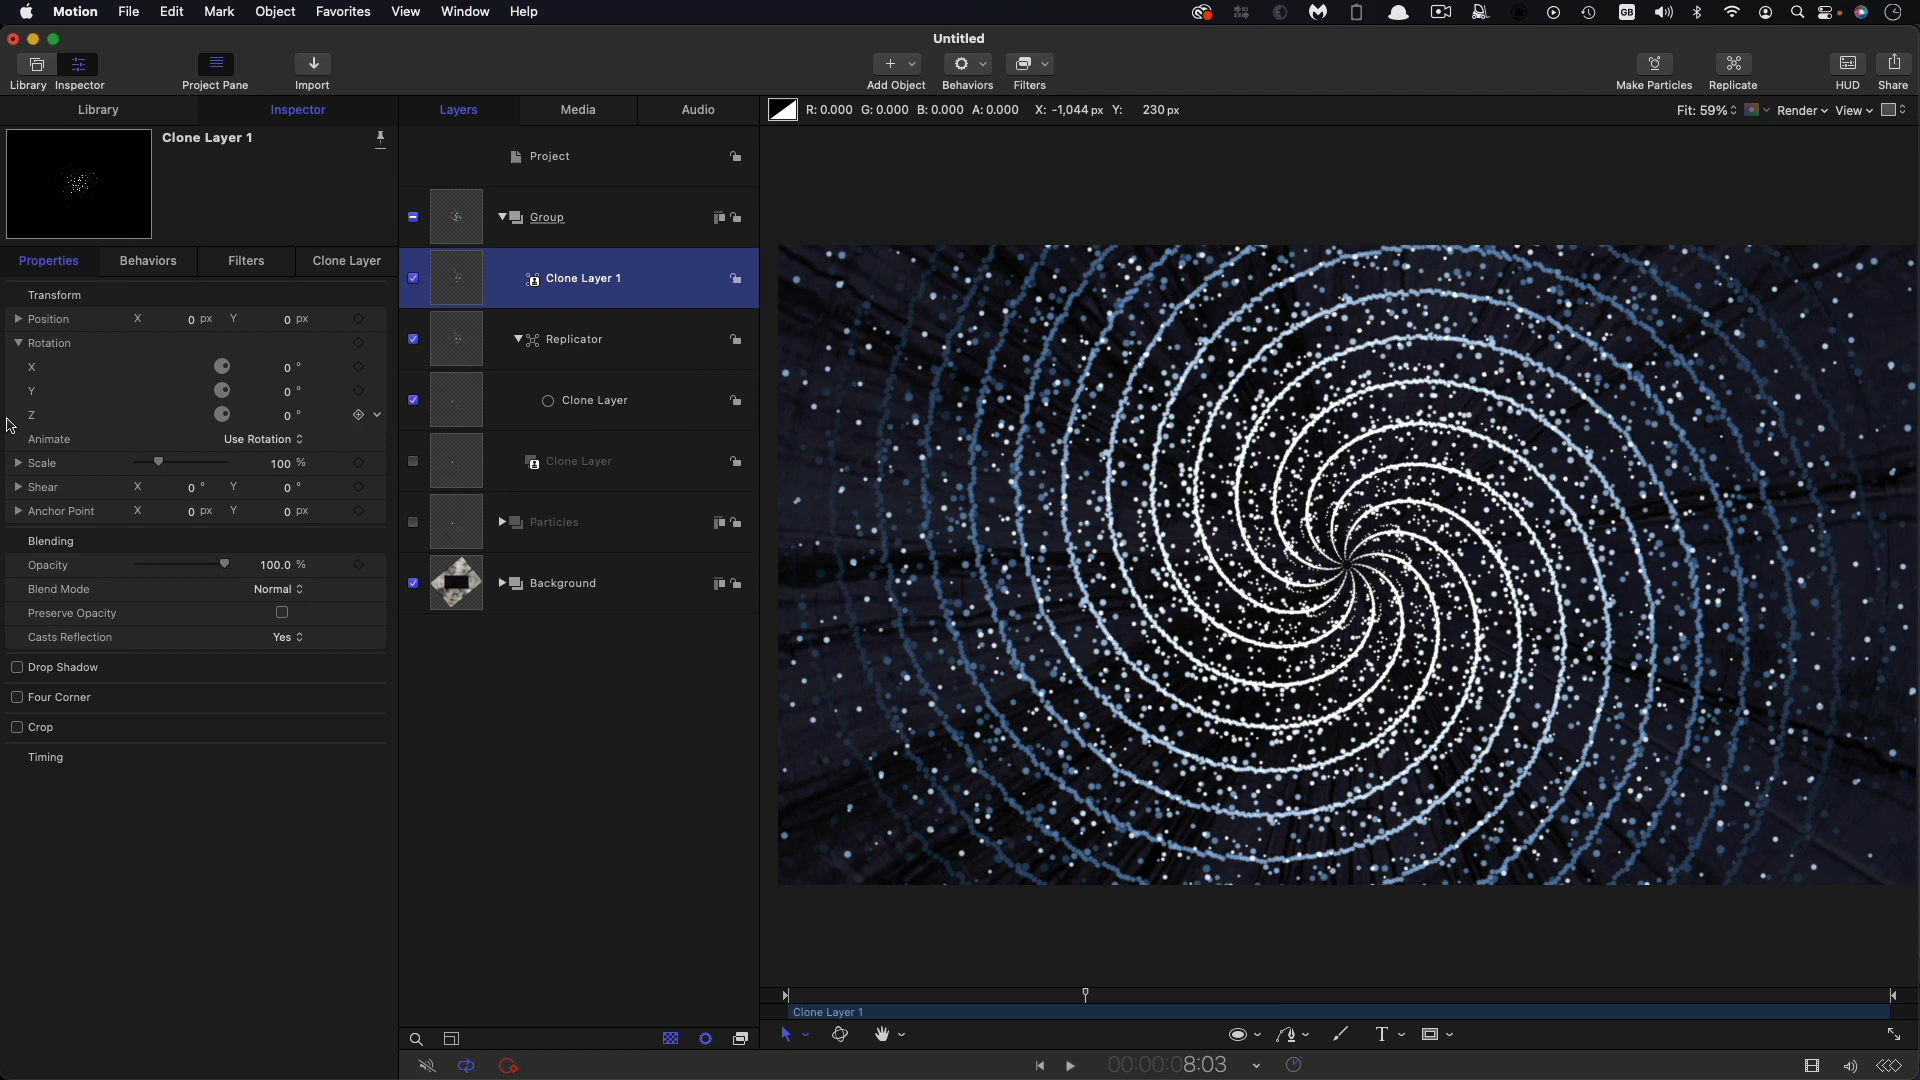 Motion File Edit Mark Object Favorites View Window Help GB
Untitled
Library Inspector Project Pane Import Add Object Behaviors Filters Make Particles Replicate HUD Share
Library Inspector Layers Media Audio R: 0.000 G: 0.000 B: 0.000 A: 0.000 X: -1,044 px Y: 230 px Fit: 59% Render View
Clone Layer 1
Project
Group
Properties Behaviors Filters Clone Layer
Clone Layer 1
Transform
Position X 0 px Y 0 px
Rotation
Replicator
X 0 °
Y 0 °
Clone Layer
Z 0 °
Animate Use Rotation
Scale 100 %
Clone Layer
Shear X 0 ° Y 0 °
Anchor Point X 0 px Y 0 px
Particles
Blending
Opacity 100.0 %
Background
Blend Mode Normal
Preserve Opacity
Casts Reflection Yes
Drop Shadow
Four Corner
Crop
Timing
Clone Layer 1
T
00:00:08:03